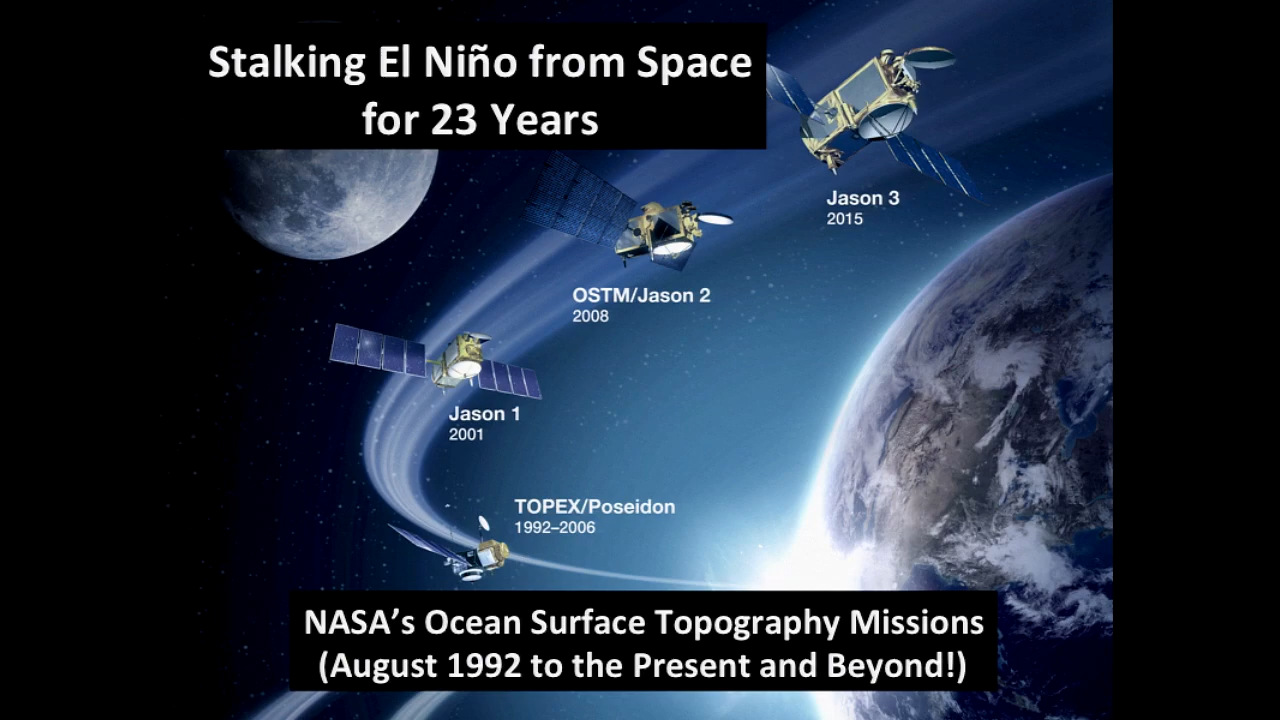 Stalking El Niño from Space
for 23 Years
Jason 3
2015
OSTM/Jason 2
2008
Jason 1
2001
TOPEX/Poseidon
1992–2006
NASA’s Ocean Surface Topography Missions
(August 1992 to the Present and Beyond!)